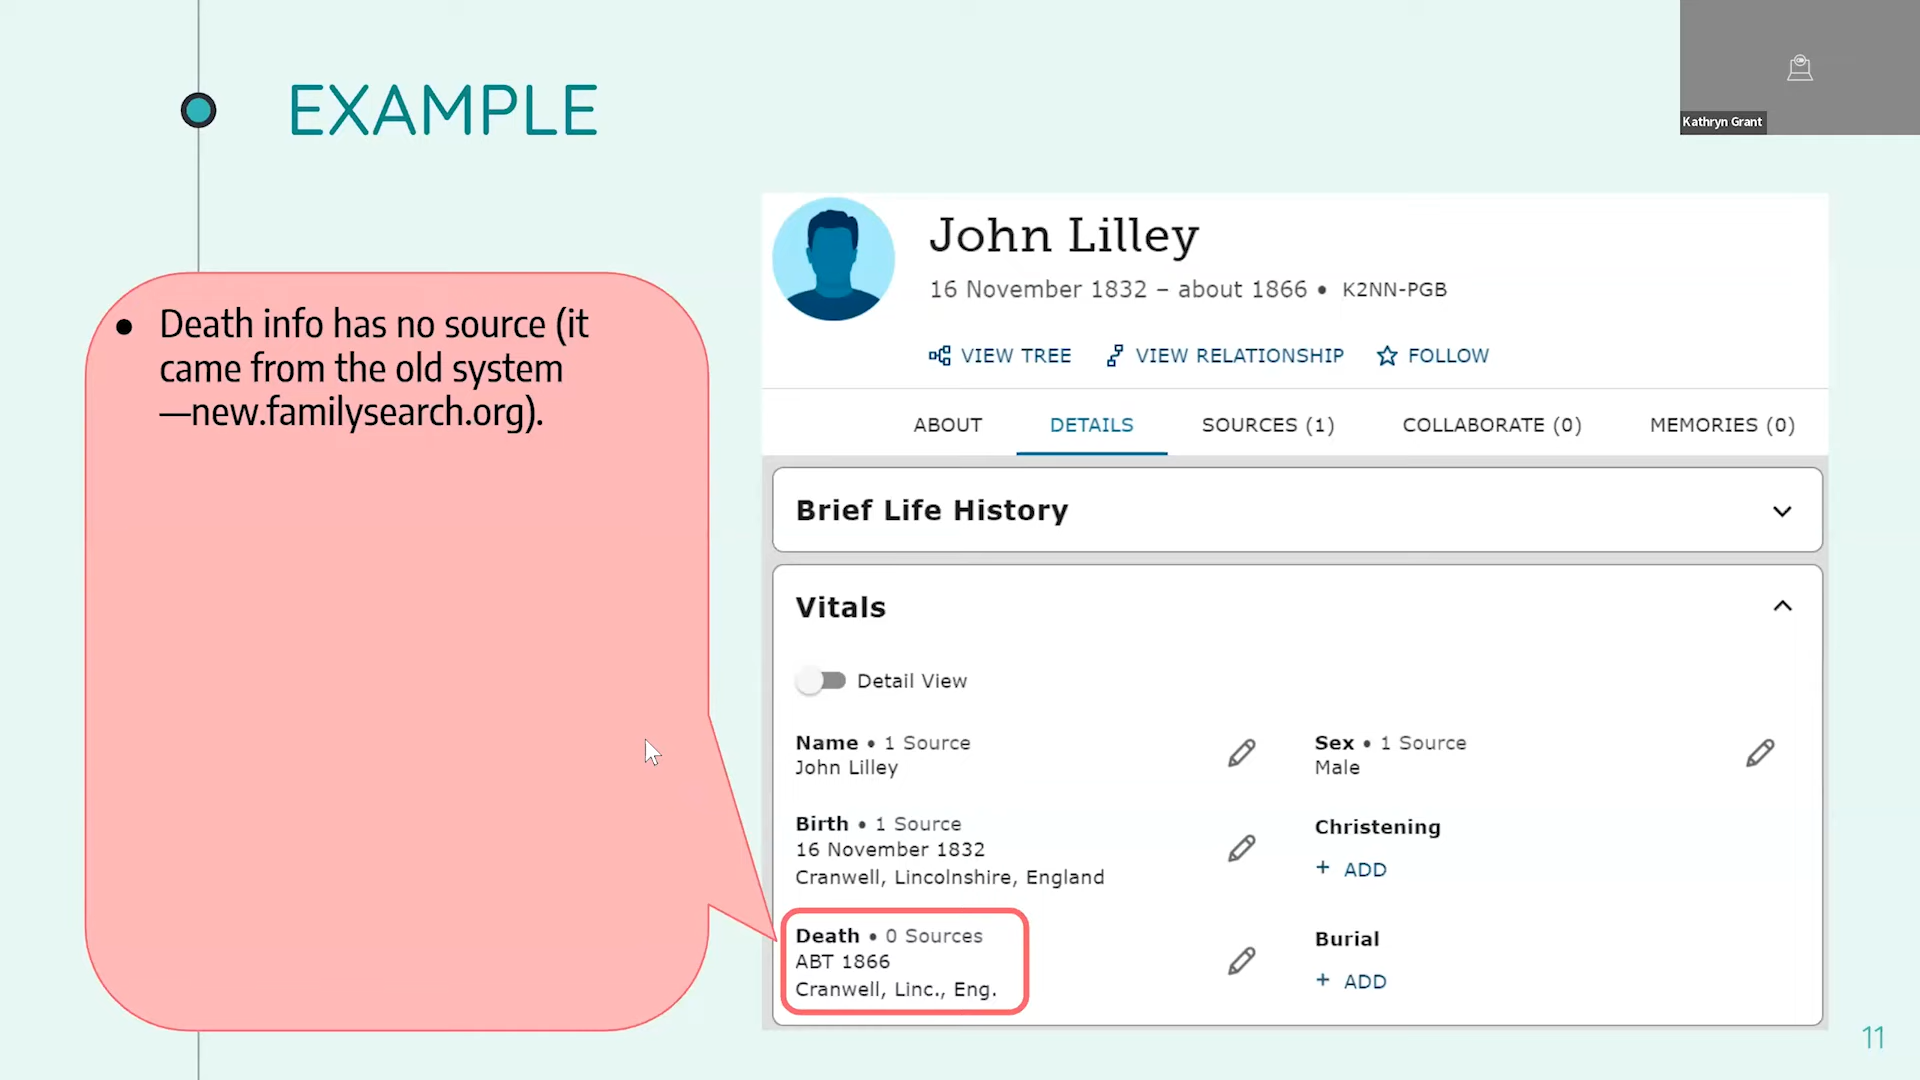 EXAMPLE
Kathryn Grant
● Death info has no source (it
came from the old system
—new.familysearch.org).
John Lilley
16 November 1832 – about 1866 • K2NN-PGB
VIEW TREE VIEW RELATIONSHIP FOLLOW
ABOUT DETAILS SOURCES (1) COLLABORATE (0) MEMORIES (0)
Brief Life History
Vitals
Detail View
Name • 1 Source
John Lilley
Sex • 1 Source
Male
Birth • 1 Source
16 November 1832
Cranwell, Lincolnshire, England
Christening
+ ADD
Death • 0 Sources
ABT 1866
Cranwell, Linc., Eng.
Burial
+ ADD
11